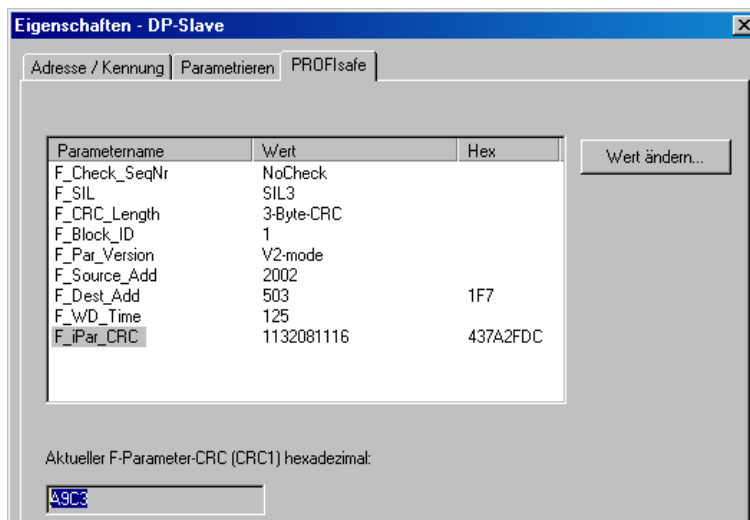 Eigenschaften - DP-Slave
Adresse / Kennung Parametrieren PROFIsafe
Parametername Wert Hex
Wert ändern...
F_Check_SeqNr NoCheck
F_SIL SIL3
F_CRC_Length 3-Byte-CRC
F_Block_ID 1
F_Par_Version V2-mode
F_Source_Add 2002
F_Dest_Add 503 1F7
F_WD_Time 125
F_iPar_CRC 1132081116 437A2FDC
Aktueller F-Parameter-CRC (CRC1) hexadezimal:
A9C3